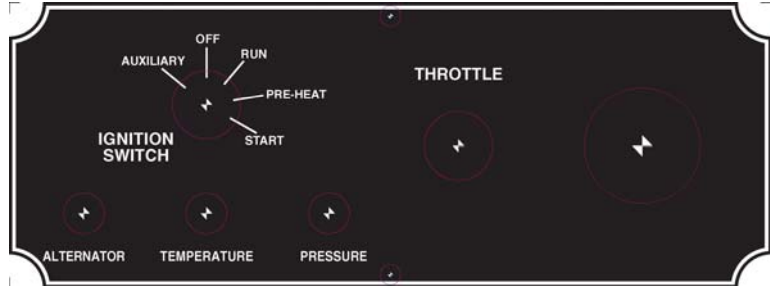 OFF
AUXILIARY
RUN
PRE-HEAT
START
IGNITION
SWITCH
THROTTLE
ALTERNATOR
TEMPERATURE
PRESSURE